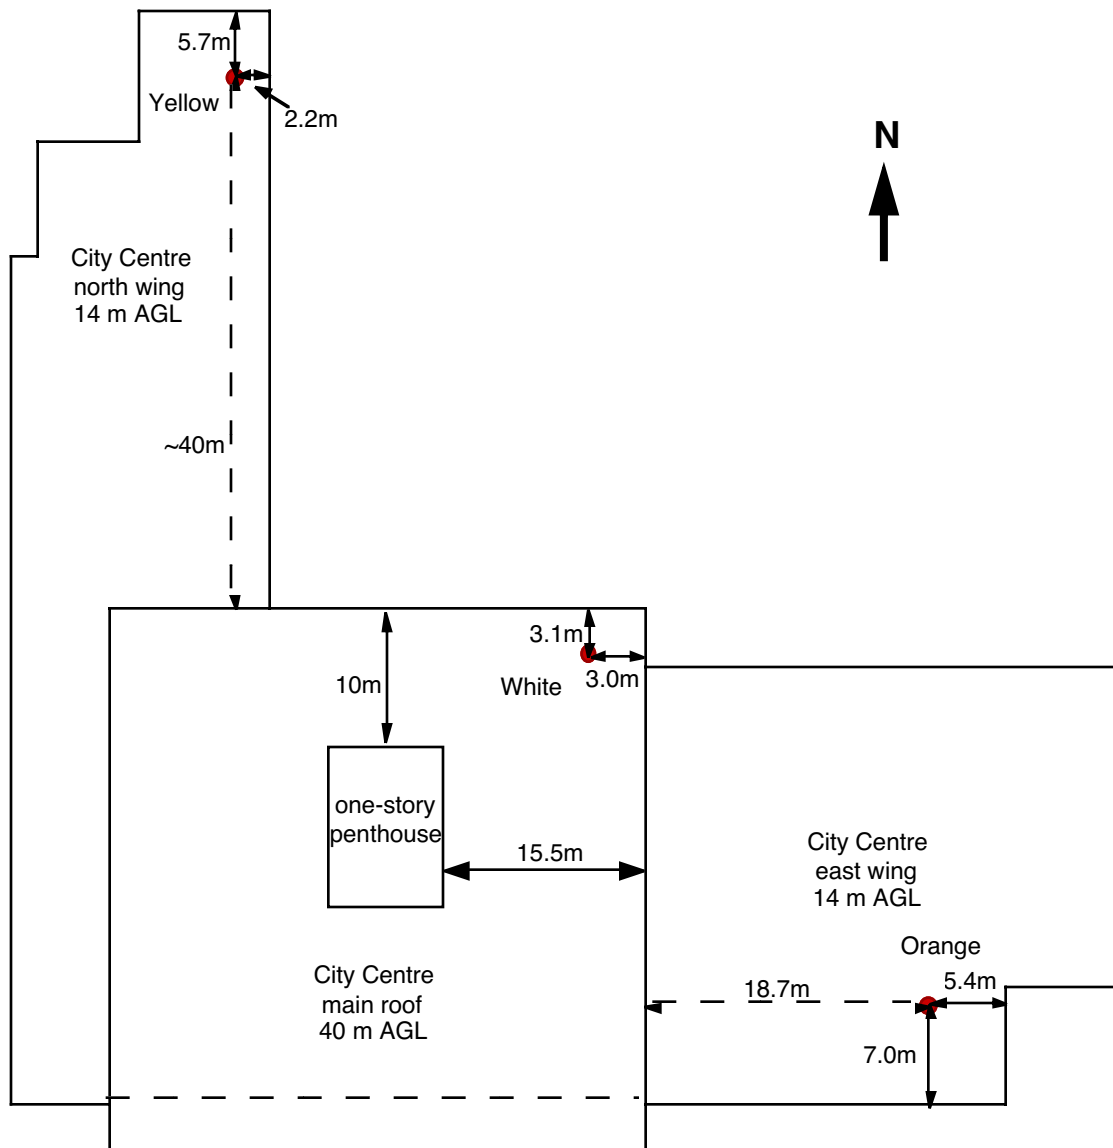 5.7m
Yellow
2.2m
N
City Centre
north wing
14 m AGL
~40m
3.1m
White
3.0m
10m
one-story
penthouse
15.5m
City Centre
east wing
14 m AGL
Orange
City Centre
main roof
40 m AGL
18.7m
5.4m
7.0m